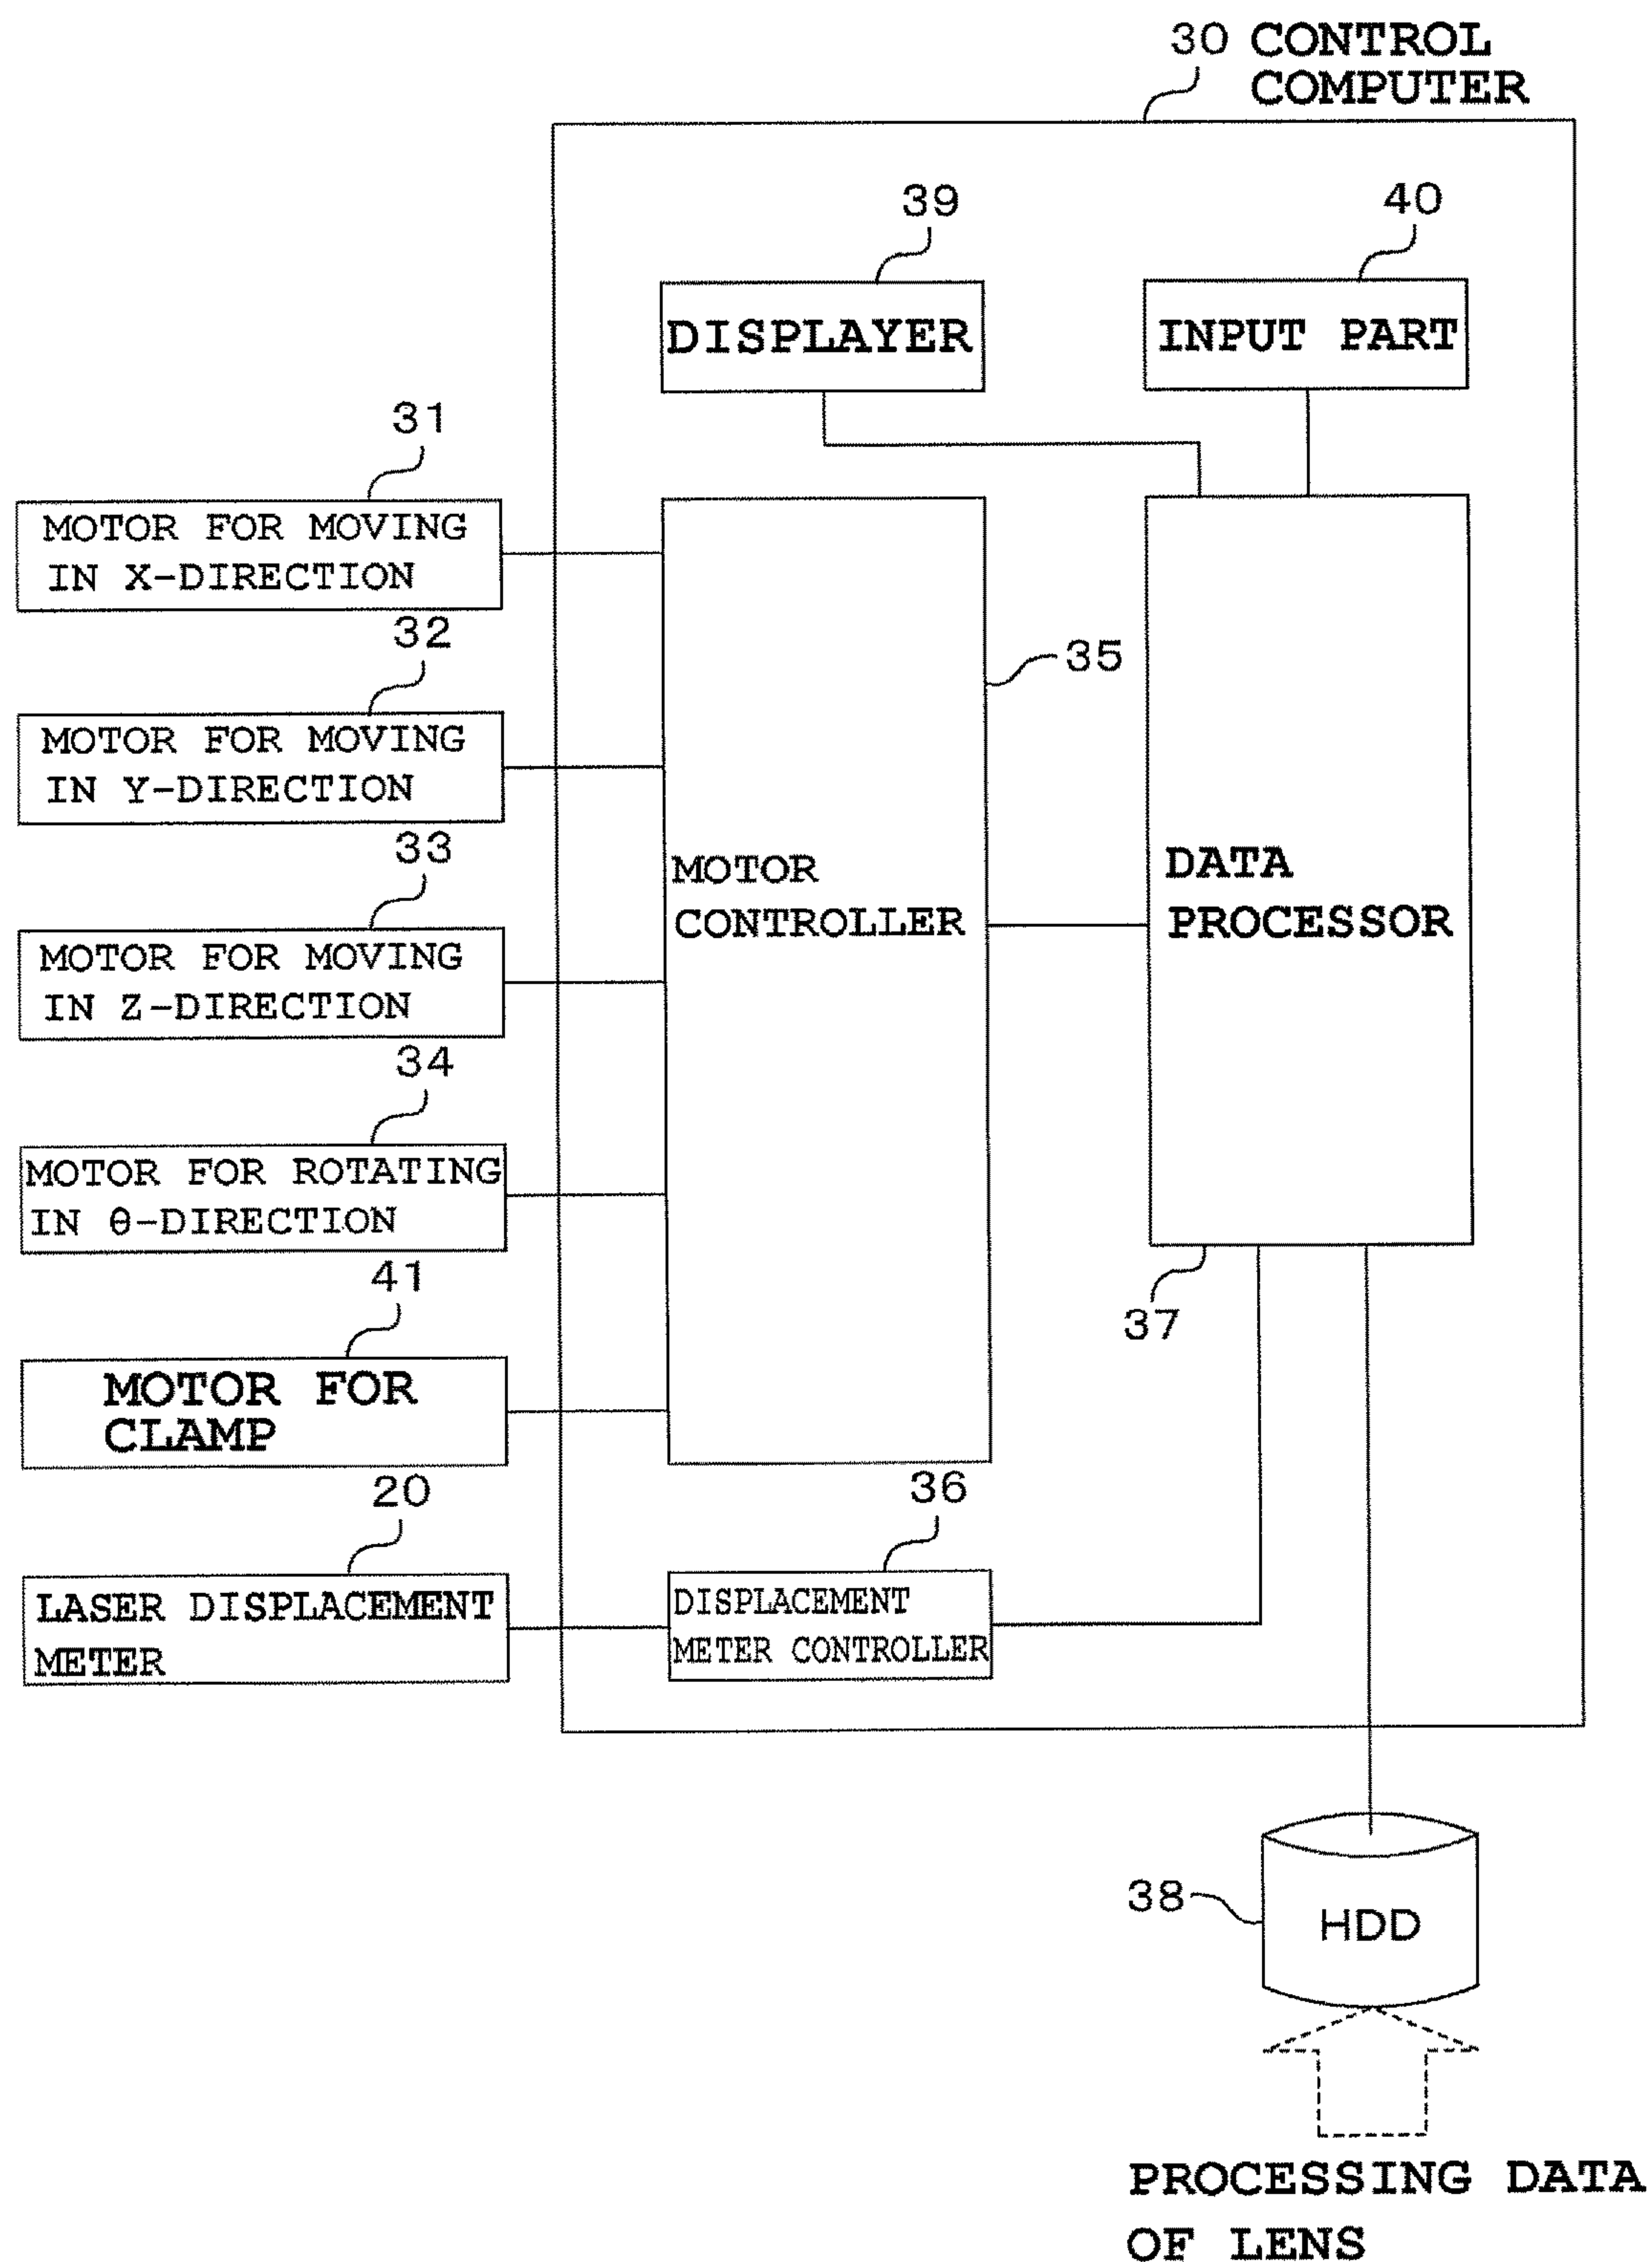 30 CONTROL
COMPUTER
39
40
DISPLAYER
INPUT PART
31
MOTOR FOR MOVING
IN X-DIRECTION
32
35
MOTOR FOR MOVING
IN Y-DIRECTION
33
MOTOR
CONTROLLER
DATA
PROCESSOR
MOTOR FOR MOVING
IN Z-DIRECTION
34
MOTOR FOR ROTATING
IN θ-DIRECTION
41
37
MOTOR FOR
CLAMP
20
36
LASER DISPLACEMENT
METER
DISPLACEMENT
METER CONTROLLER
38
HDD
PROCESSING DATA
OF LENS